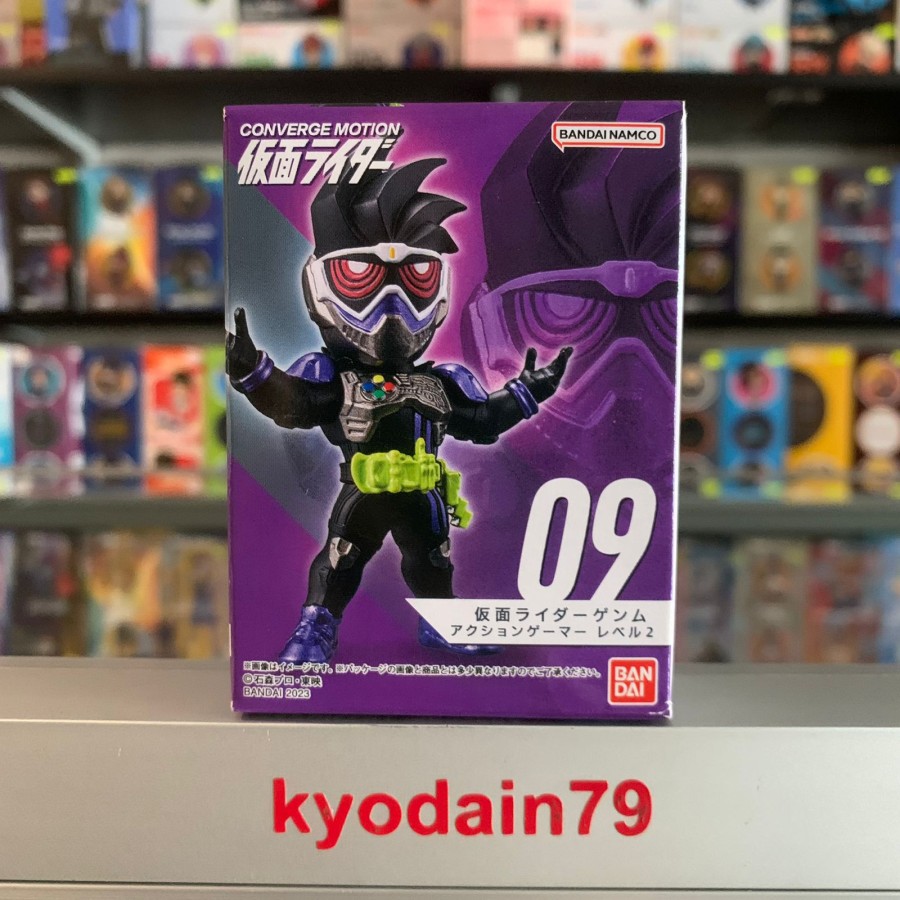 CONVERGE MOTION
仮面ライダー
BANDAI NAMCO
09
仮面ライダーゲンム
アクションゲーマー レベル2
※画像はイメージです。※パッケージの画像と商品とは多少異なりますのでご了承ください。
©石森プロ・東映
BANDAI 2023
BAN
DAI
kyodain79